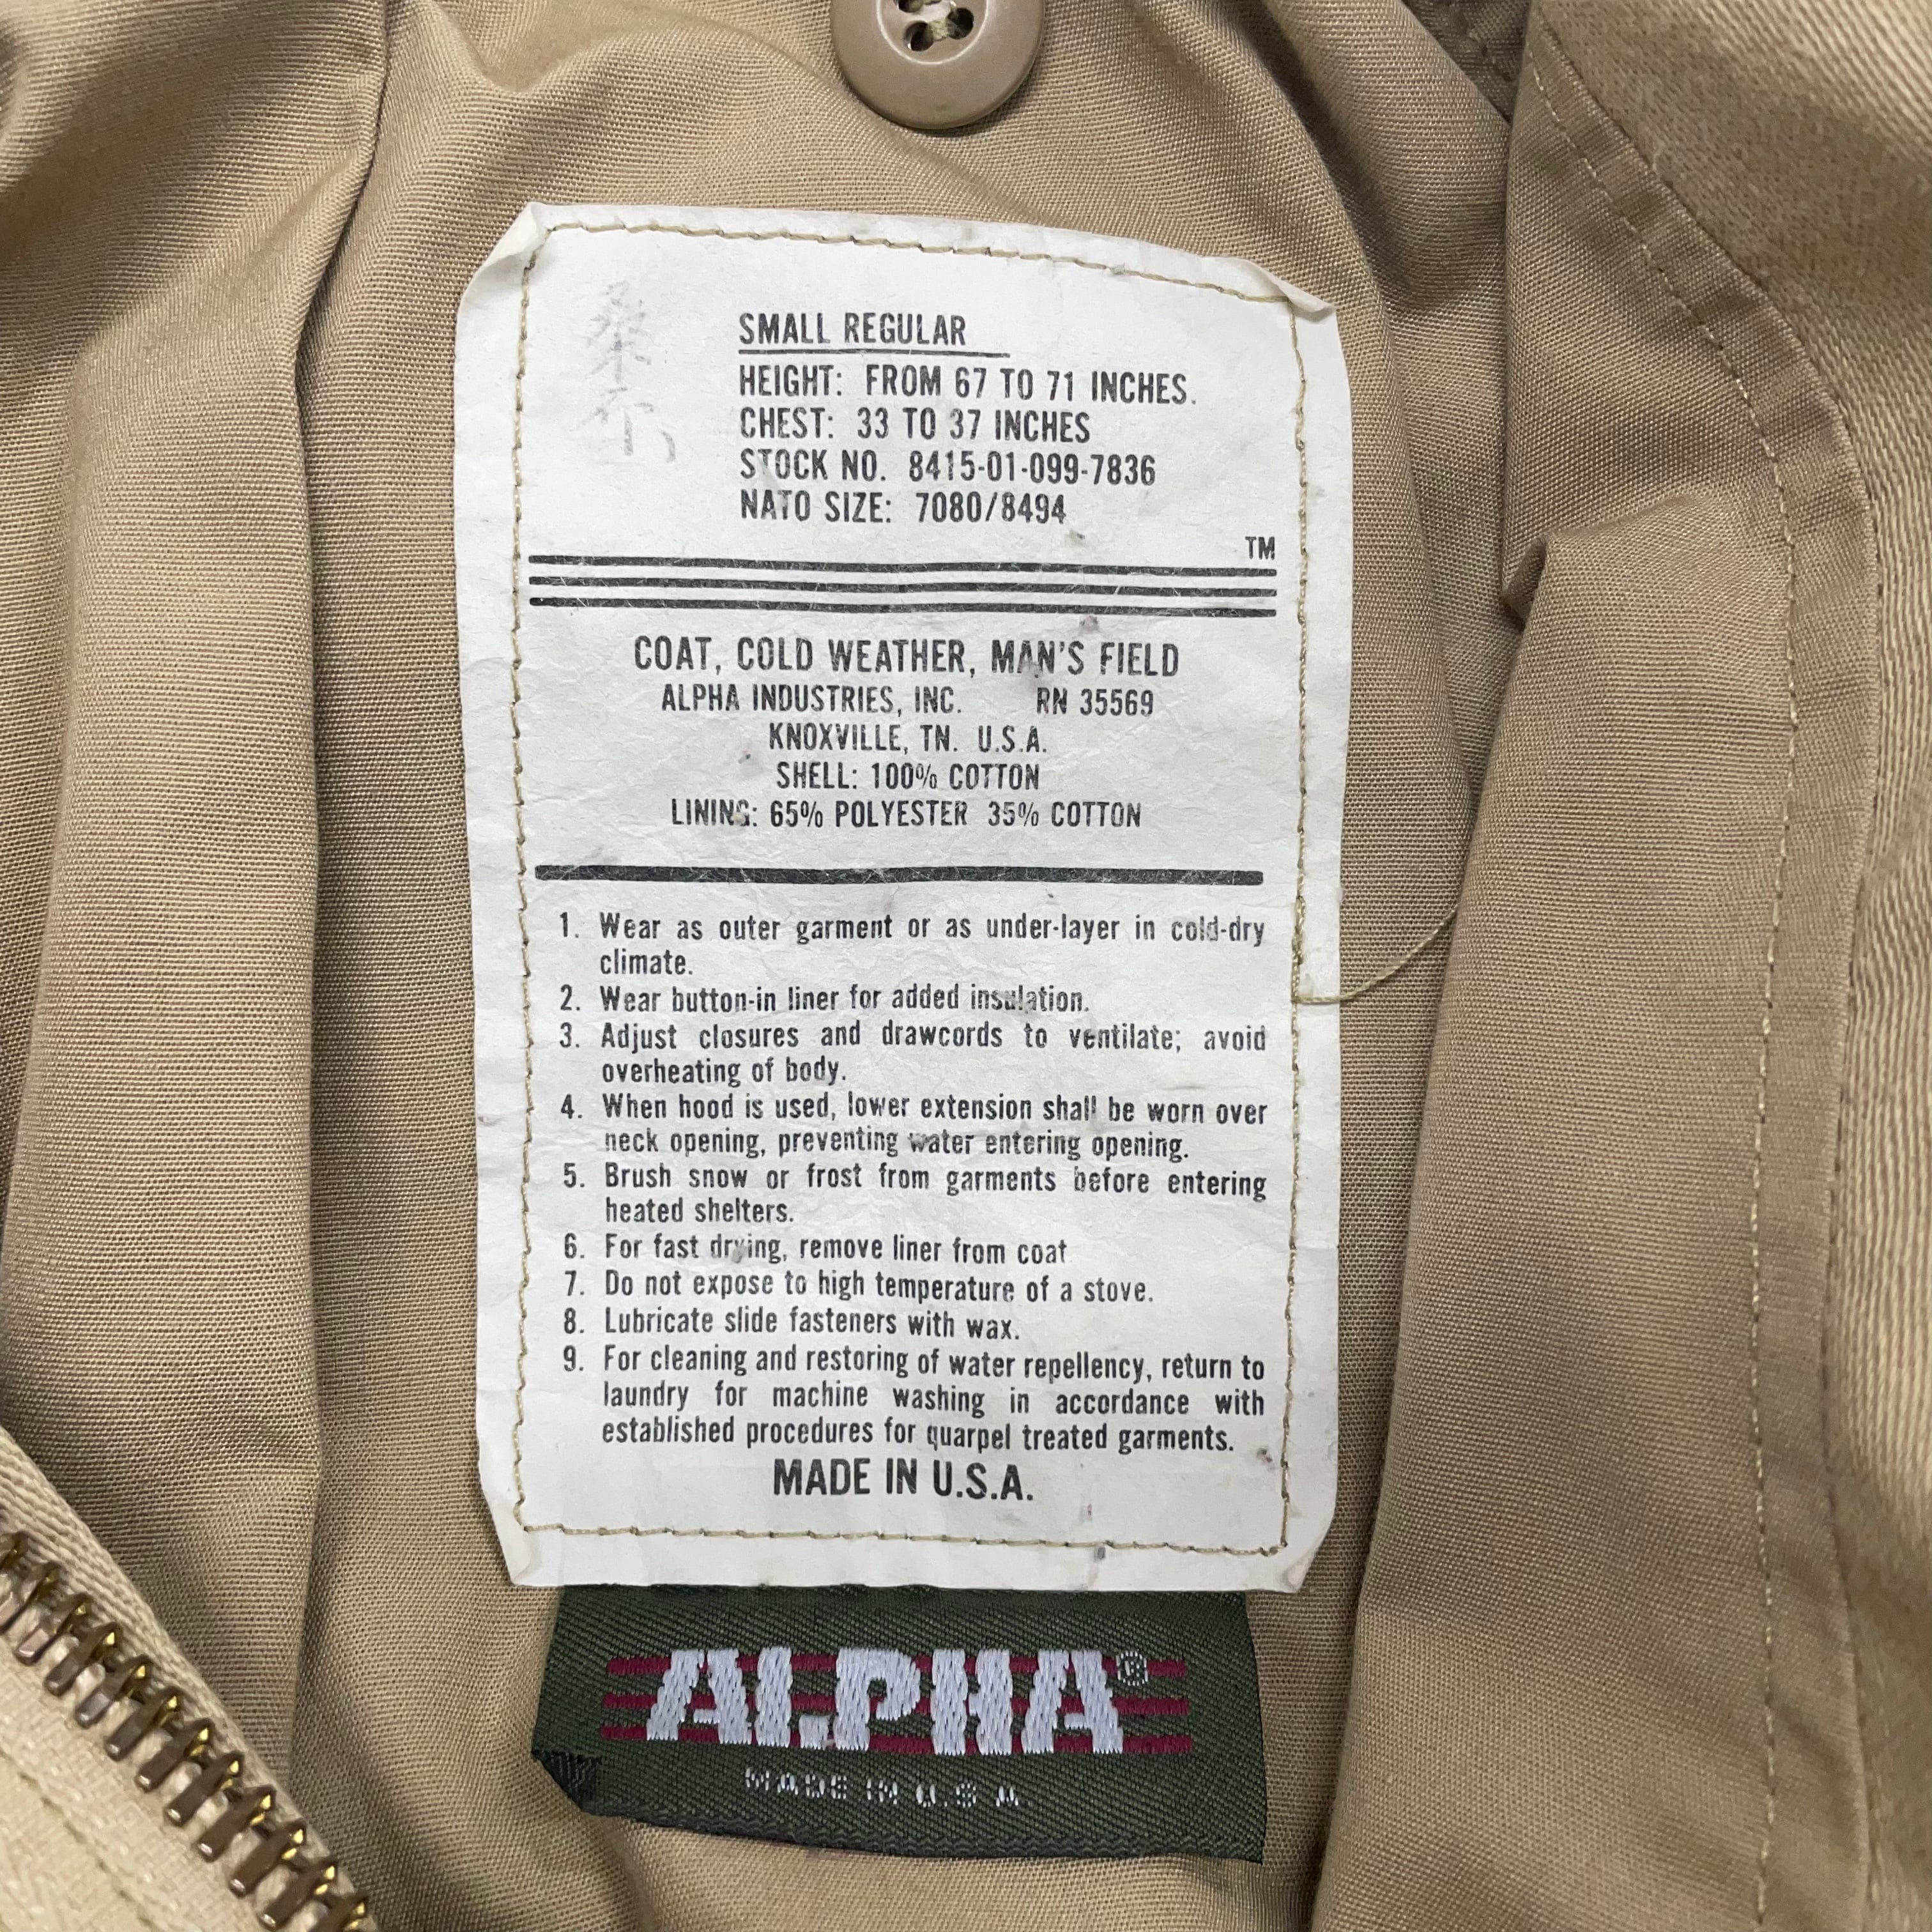 SMALL REGULAR
HEIGHT: FROM 67 TO 71 INCHES.
CHEST: 33 TO 37 INCHES
STOCK NO. 8415-01-099-7836
NATO SIZE: 7080/8494
TM
COAT, COLD WEATHER, MAN'S FIELD
ALPHA INDUSTRIES, INC. RN 35569
KNOXVILLE, TN. U.S.A.
SHELL: 100% COTTON
LINING: 65% POLYESTER 35% COTTON
1. Wear as outer garment or as under-layer in cold-dry
climate.
2. Wear button-in liner for added insulation.
3. Adjust closures and drawcords to ventilate; avoid
overheating of body.
4. When hood is used, lower extension shall be worn over
neck opening, preventing water entering opening.
5. Brush snow or frost from garments before entering
heated shelters.
6. For fast drying, remove liner from coat
7. Do not expose to high temperature of a stove.
8. Lubricate slide fasteners with wax.
9. For cleaning and restoring of water repellency, return to
laundry for machine washing in accordance with
established procedures for quarpel treated garments.
MADE IN U.S.A.
ALPHA®
MADE IN U.S.A